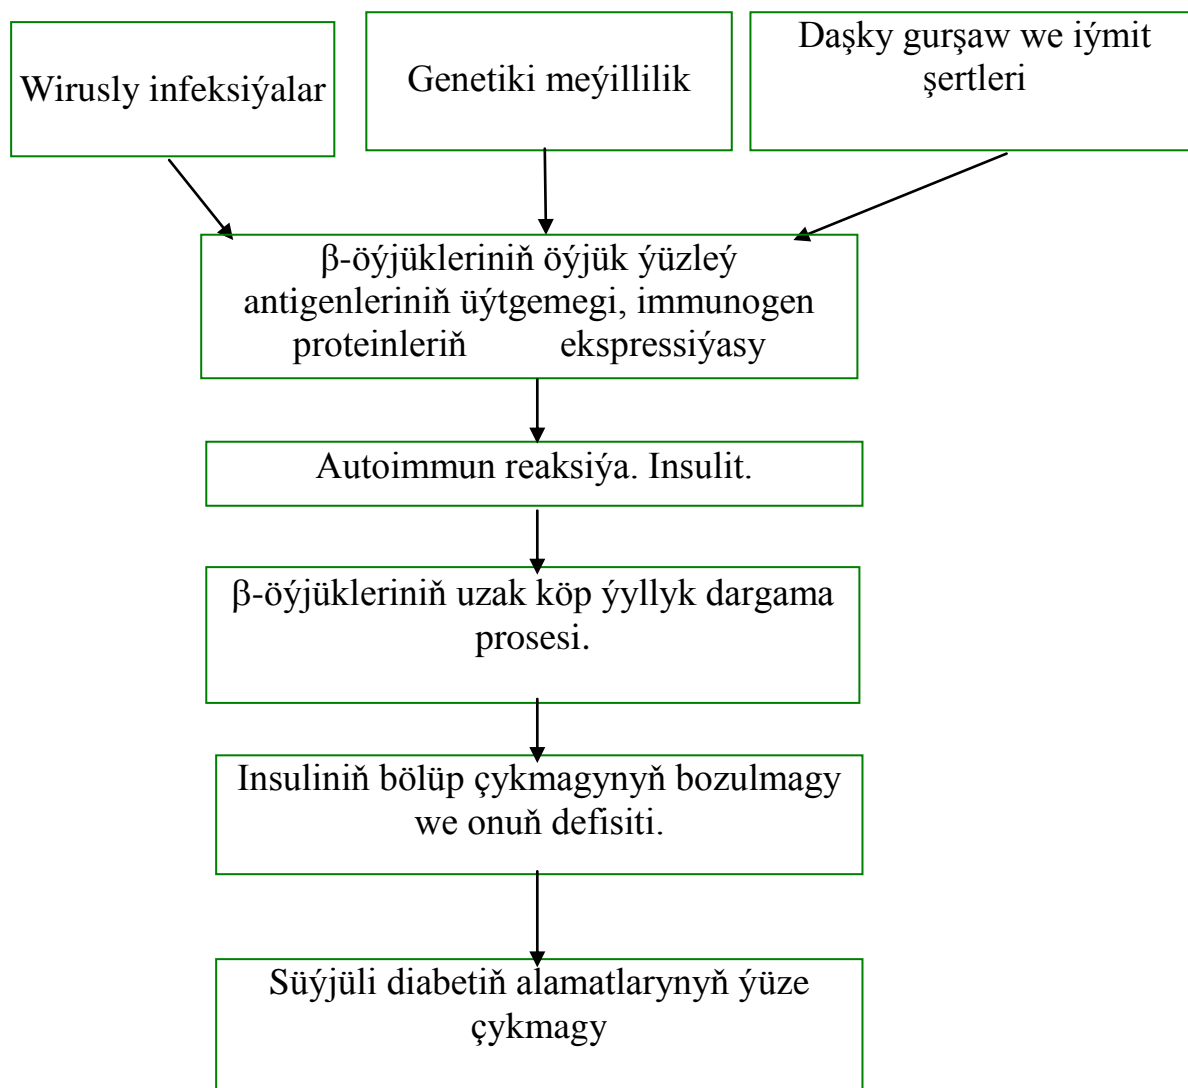 Wirusly infeksiýalar
Genetiki meýillilik
Daşky gurşaw we iýmit
şertleri
β-öýjükleriniň öýjük ýüzleý
antigenleriniň üýtgemegi, immunogen
proteinleriň ekspressiýasy
Autoimmun reaksiýa. Insulit.
β-öýjükleriniň uzak köp ýyllyk dargama
prosesi.
Insuliniň bölüp çykmagynyň bozulmagy
we onuň defisiti.
Süýjüli diabetiň alamatlarynyň ýüze
çykmagy